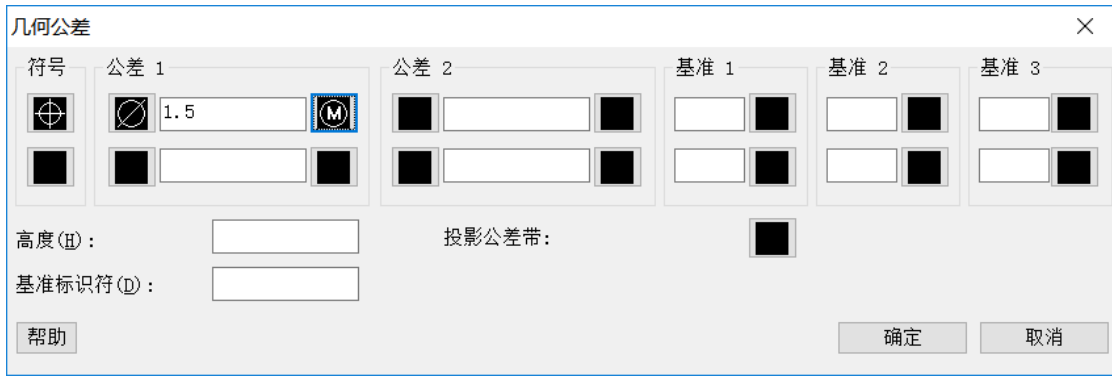 几何公差
符号 公差 1 公差 2 基准 1 基准 2 基准 3
1.5 M
高度(H): 投影公差带:
基准标识符(D):
帮助 确定 取消